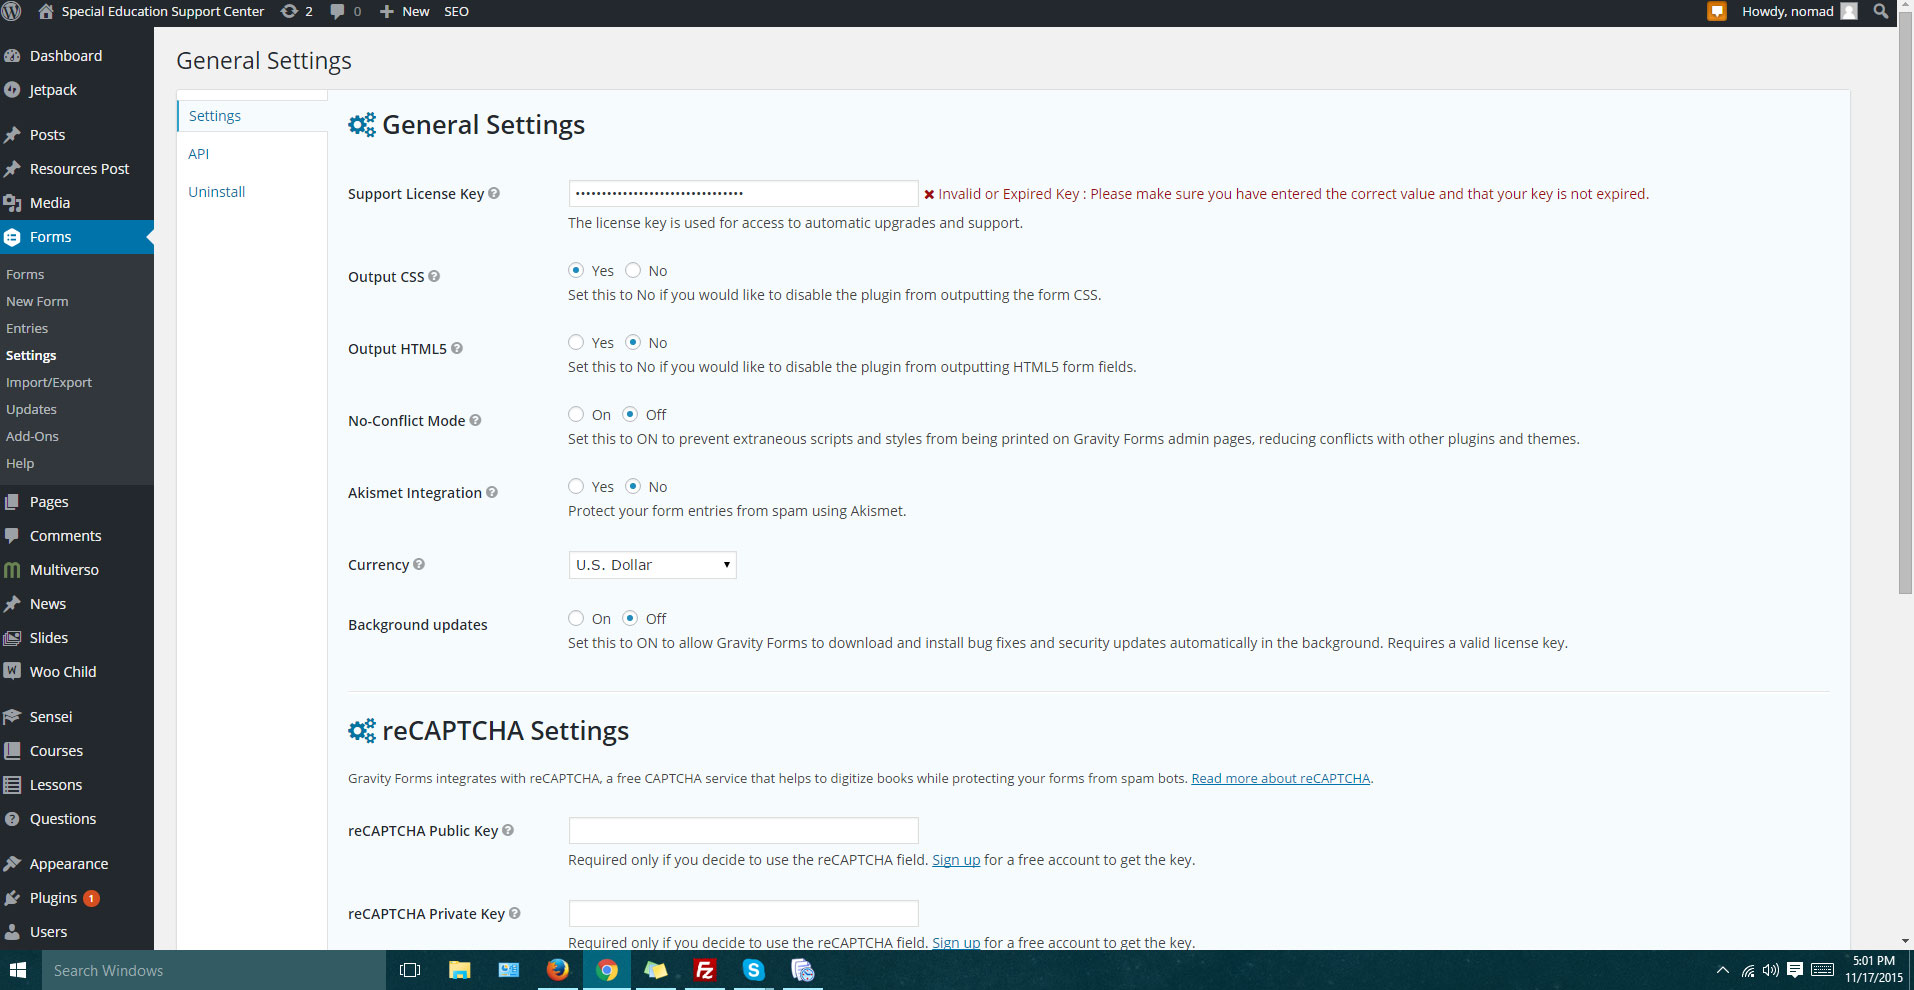 Special Education Support Center 2 0 New SEO Howdy, nomad
Dashboard
Jetpack
Posts
Resources Post
Media
Forms
Forms
New Form
Entries
Settings
Import/Export
Updates
Add-Ons
Help
Pages
Comments
Multiverso
News
Slides
Woo Child
Sensei
Courses
Lessons
Questions
Appearance
Plugins 1
Users
General Settings
Settings
API
Uninstall
General Settings
Support License Key ••••••••••••••••••••••••••••••••  Invalid or Expired Key : Please make sure you have entered the correct value and that your key is not expired.
The license key is used for access to automatic upgrades and support.
Output CSS Yes No
Set this to No if you would like to disable the plugin from outputting the form CSS.
Output HTML5 Yes No
Set this to No if you would like to disable the plugin from outputting HTML5 form fields.
No-Conflict Mode On Off
Set this to ON to prevent extraneous scripts and styles from being printed on Gravity Forms admin pages, reducing conflicts with other plugins and themes.
Akismet Integration Yes No
Protect your form entries from spam using Akismet.
Currency U.S. Dollar
Background updates On Off
Set this to ON to allow Gravity Forms to download and install bug fixes and security updates automatically in the background. Requires a valid license key.
reCAPTCHA Settings
Gravity Forms integrates with reCAPTCHA, a free CAPTCHA service that helps to digitize books while protecting your forms from spam bots. Read more about reCAPTCHA.
reCAPTCHA Public Key
Required only if you decide to use the reCAPTCHA field. Sign up for a free account to get the key.
reCAPTCHA Private Key
Required only if you decide to use the reCAPTCHA field. Sign up for a free account to get the key.
Search Windows
5:01 PM
11/17/2015